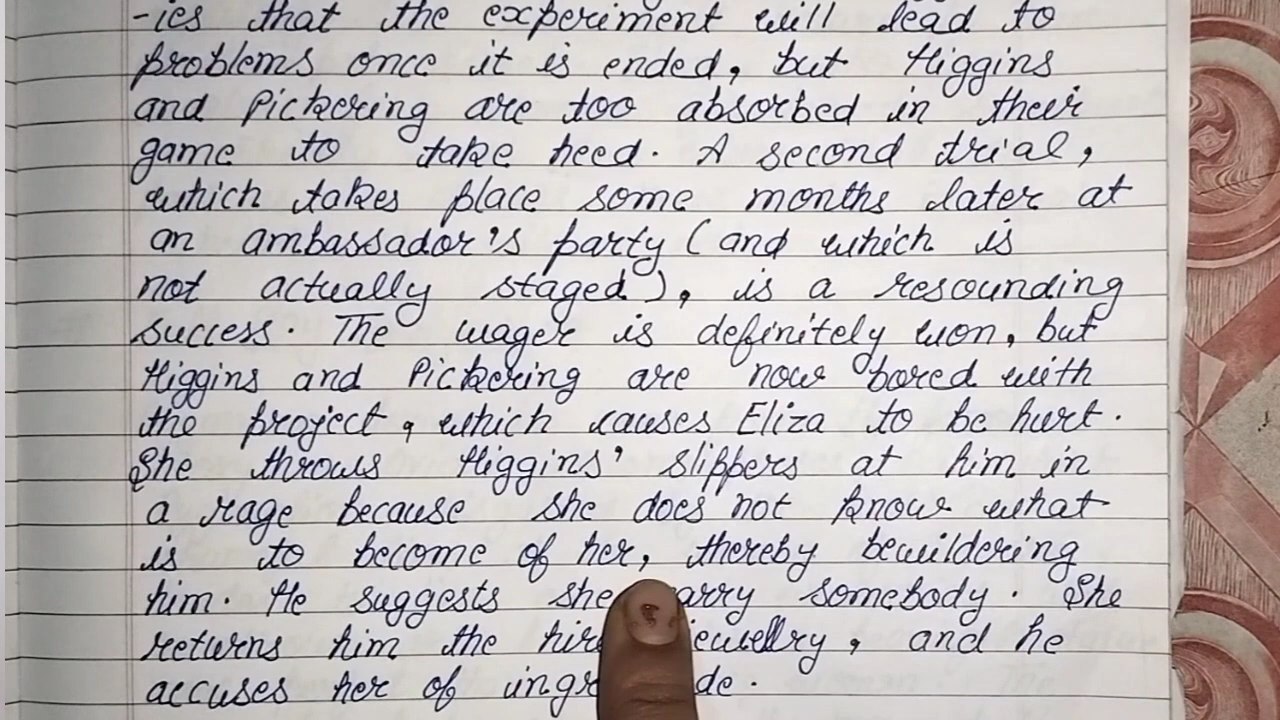 -ies that the experiment will lead to
problems once it is ended, but Higgins
and Pickering are too absorbed in their
game to take heed. A second trial,
which takes place some months later at
an ambassador's party (and which is
not actually staged), is a resounding
success. The wager is definitely won, but
Higgins and Pickering are now bored with
the project, which causes Eliza to be hurt.
She throws Higgins' slippers at him in
a rage because she does not know what
is to become of her, thereby bewildering
him. He suggests she arry somebody. She
returns him the hire jewellry, and he
accuses her of ingr de.